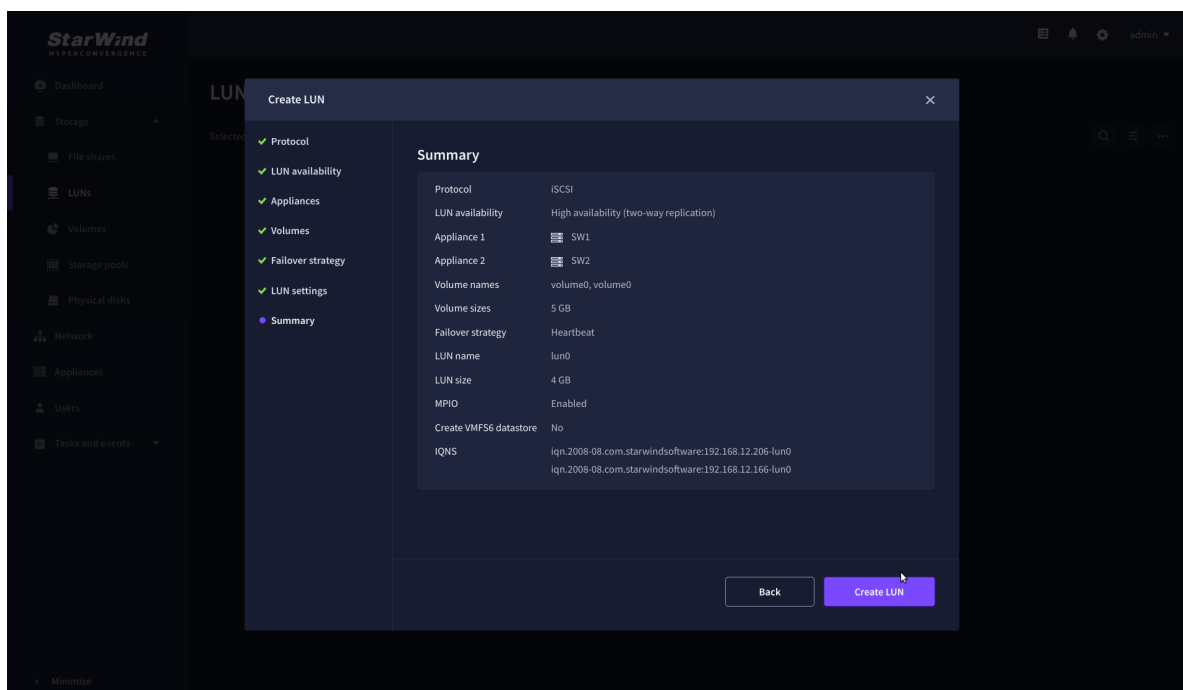 StarWind
HYPERCONVERGENCE
admin
Dashboard
Storage
File shares
LUNs
Volumes
Storage pools
Physical disks
Network
Appliances
Users
Tasks and events
Minimize
LUN
Selected
Create LUN
Protocol
LUN availability
Appliances
Volumes
Failover strategy
LUN settings
Summary
Summary
Protocol iSCSI
LUN availability High availability (two-way replication)
Appliance 1 SW1
Appliance 2 SW2
Volume names volume0, volume0
Volume sizes 5 GB
Failover strategy Heartbeat
LUN name lun0
LUN size 4 GB
MPIO Enabled
Create VMFS6 datastore No
IQNS iqn.2008-08.com.starwindsoftware:192.168.12.206-lun0
iqn.2008-08.com.starwindsoftware:192.168.12.166-lun0
Back Create LUN